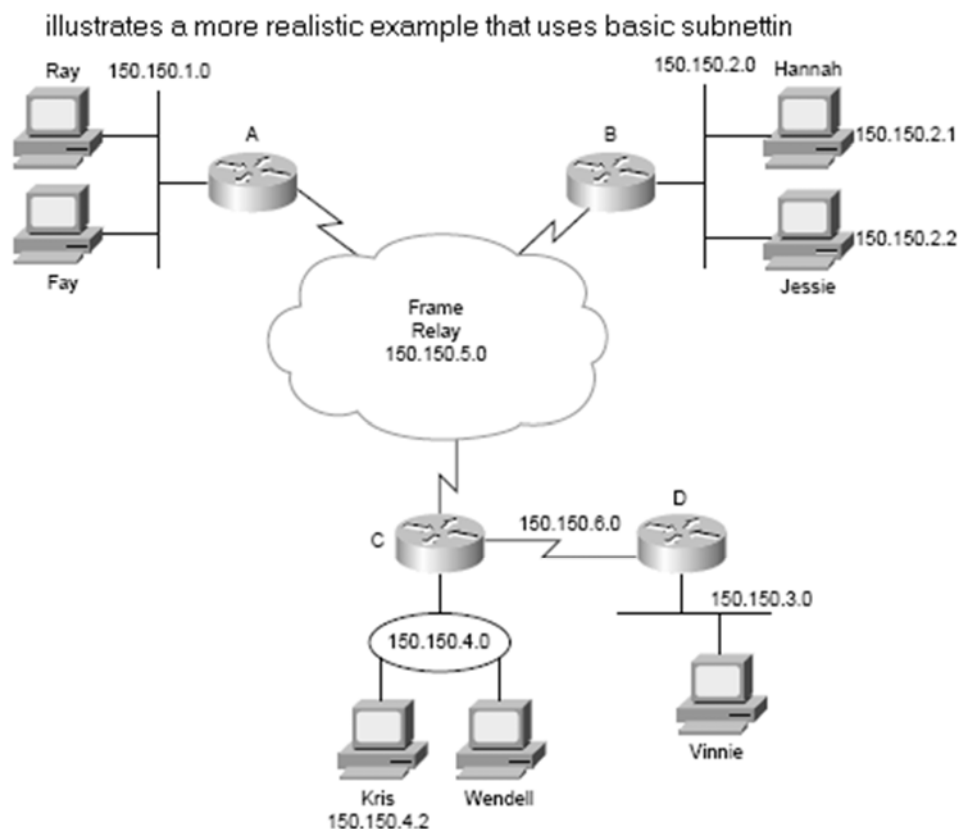 illustrates a more realistic example that uses basic subnettin
Ray 150.150.1.0
150.150.2.0 Hannah
A
B
150.150.2.1
150.150.2.2
Fay
Jessie
Frame
Relay
150.150.5.0
C
150.150.6.0
D
150.150.3.0
150.150.4.0
Vinnie
Kris
150.150.4.2
Wendell